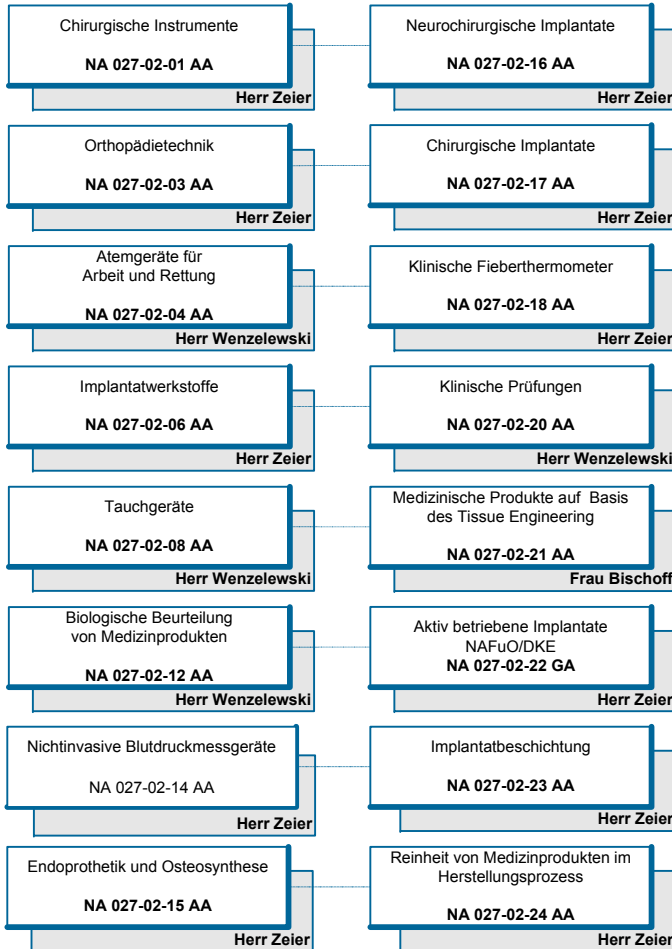 Chirurgische Instrumente
NA 027-02-01 AA
Herr Zeier
Neurochirurgische Implantate
NA 027-02-16 AA
Herr Zeier
Orthopädietechnik
NA 027-02-03 AA
Herr Zeier
Chirurgische Implantate
NA 027-02-17 AA
Herr Zeier
Atemgeräte für
Arbeit und Rettung
NA 027-02-04 AA
Herr Wenzelewski
Klinische Fieberthermometer
NA 027-02-18 AA
Herr Zeier
Implantatwerkstoffe
NA 027-02-06 AA
Herr Zeier
Klinische Prüfungen
NA 027-02-20 AA
Herr Wenzelewski
Tauchgeräte
NA 027-02-08 AA
Herr Wenzelewski
Medizinische Produkte auf Basis
des Tissue Engineering
NA 027-02-21 AA
Frau Bischoff
Biologische Beurteilung
von Medizinprodukten
NA 027-02-12 AA
Herr Wenzelewski
Aktiv betriebene Implantate
NAFuO/DKE
NA 027-02-22 GA
Herr Zeier
Nichtinvasive Blutdruckmessgeräte
NA 027-02-14 AA
Herr Zeier
Implantatbeschichtung
NA 027-02-23 AA
Herr Zeier
Endoprothetik und Osteosynthese
NA 027-02-15 AA
Herr Zeier
Reinheit von Medizinprodukten im
Herstellungsprozess
NA 027-02-24 AA
Herr Zeier